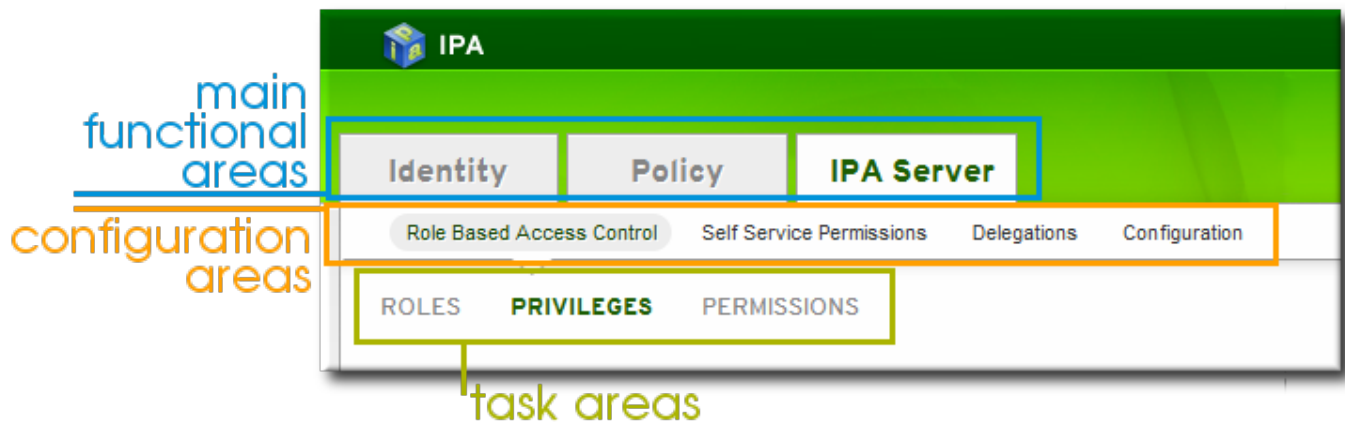 IPA
main
functional
areas
Identity Policy IPA Server
configuration
areas
Role Based Access Control Self Service Permissions Delegations Configuration
ROLES PRIVILEGES PERMISSIONS
task areas